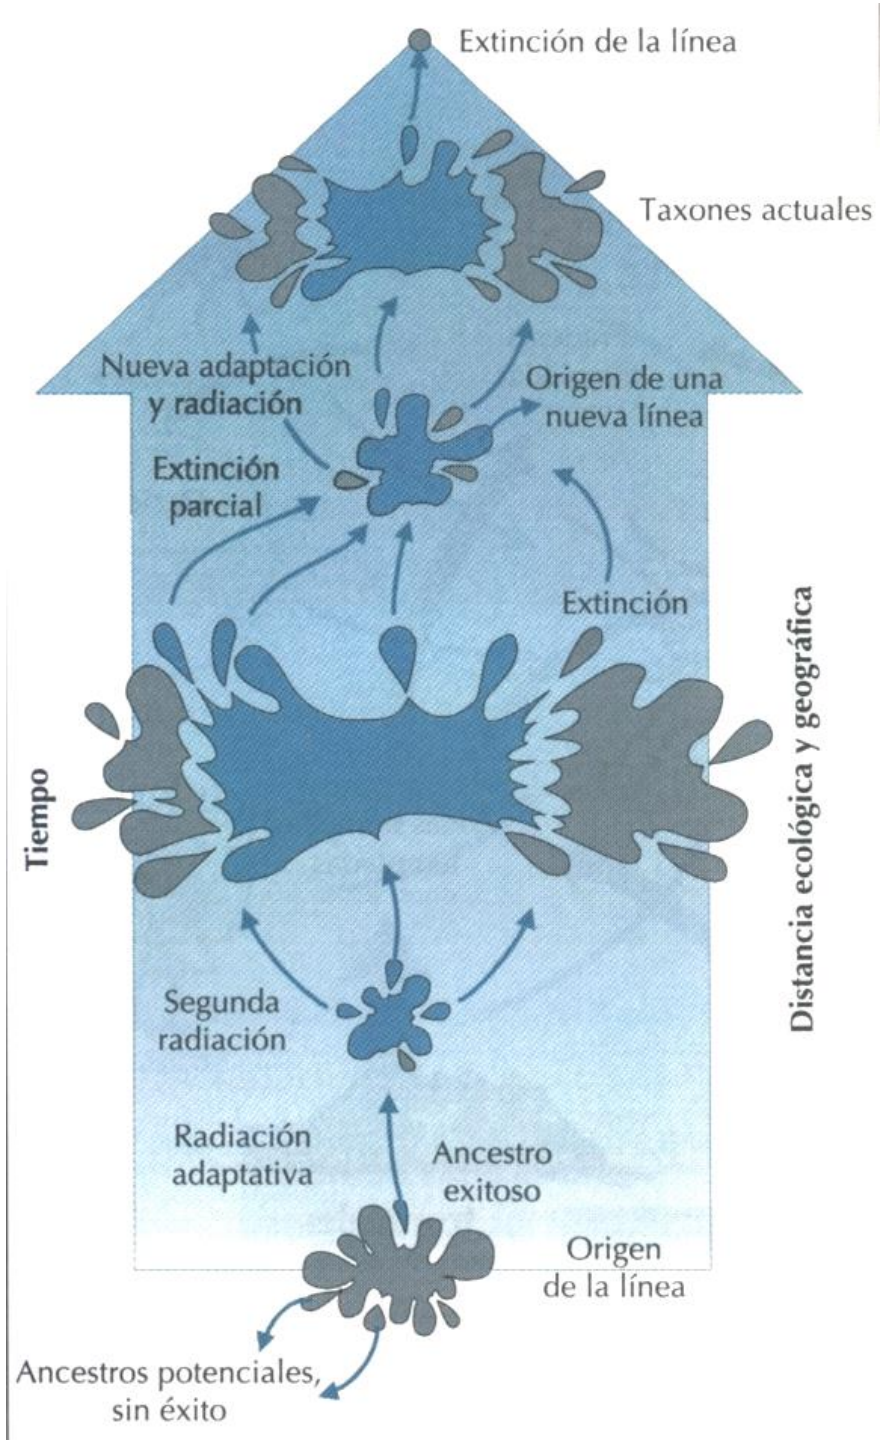 Extinción de la línea
Taxones actuales
Nueva adaptación
y radiación
Origen de una
nueva línea
Extinción
parcial
Extinción
Tiempo
Distancia ecológica y geográfica
Segunda
radiación
Radiación
adaptativa
Ancestro
exitoso
Origen
de la línea
Ancestros potenciales,
sin éxito